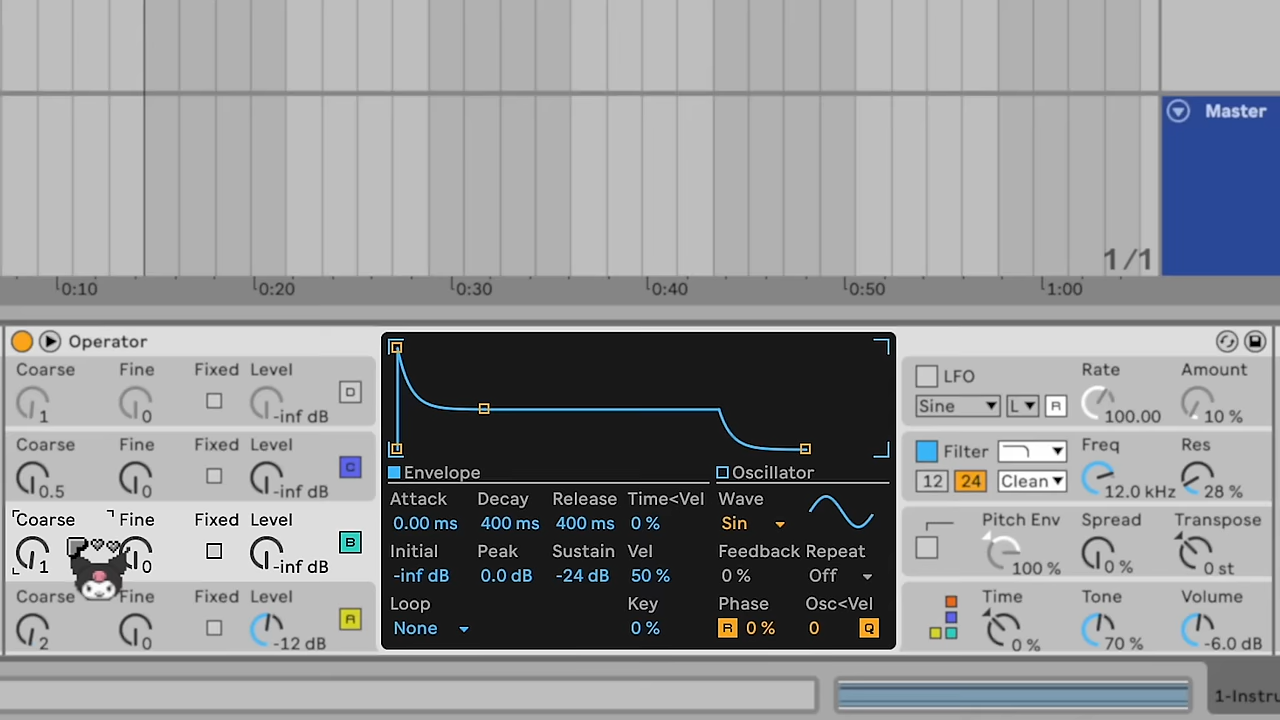 Master
1/1
0:10 0:20 0:30 0:40 0:50 1:00
Operator
Coarse Fine Fixed Level
1 0 -inf dB D
Coarse Fine Fixed Level
0.5 0 -inf dB C
Coarse Fine Fixed Level
1 0 -inf dB B
Coarse Fine Fixed Level
2 0 -12 dB A
Envelope Oscillator
Attack Decay Release Time<Vel Wave
0.00 ms 400 ms 400 ms 0 % Sin
Initial Peak Sustain Vel Feedback Repeat
-inf dB 0.0 dB -24 dB 50 % 0 % Off
Loop Key Phase Osc<Vel
None 0 % R 0 % 0 Q
LFO Rate Amount
Sine L R 100.00 10 %
Filter Freq Res
12 24 Clean 12.0 kHz 28 %
Pitch Env Spread Transpose
100 % 0 % 0 st
Time Tone Volume
0 % 70 % -6.0 dB